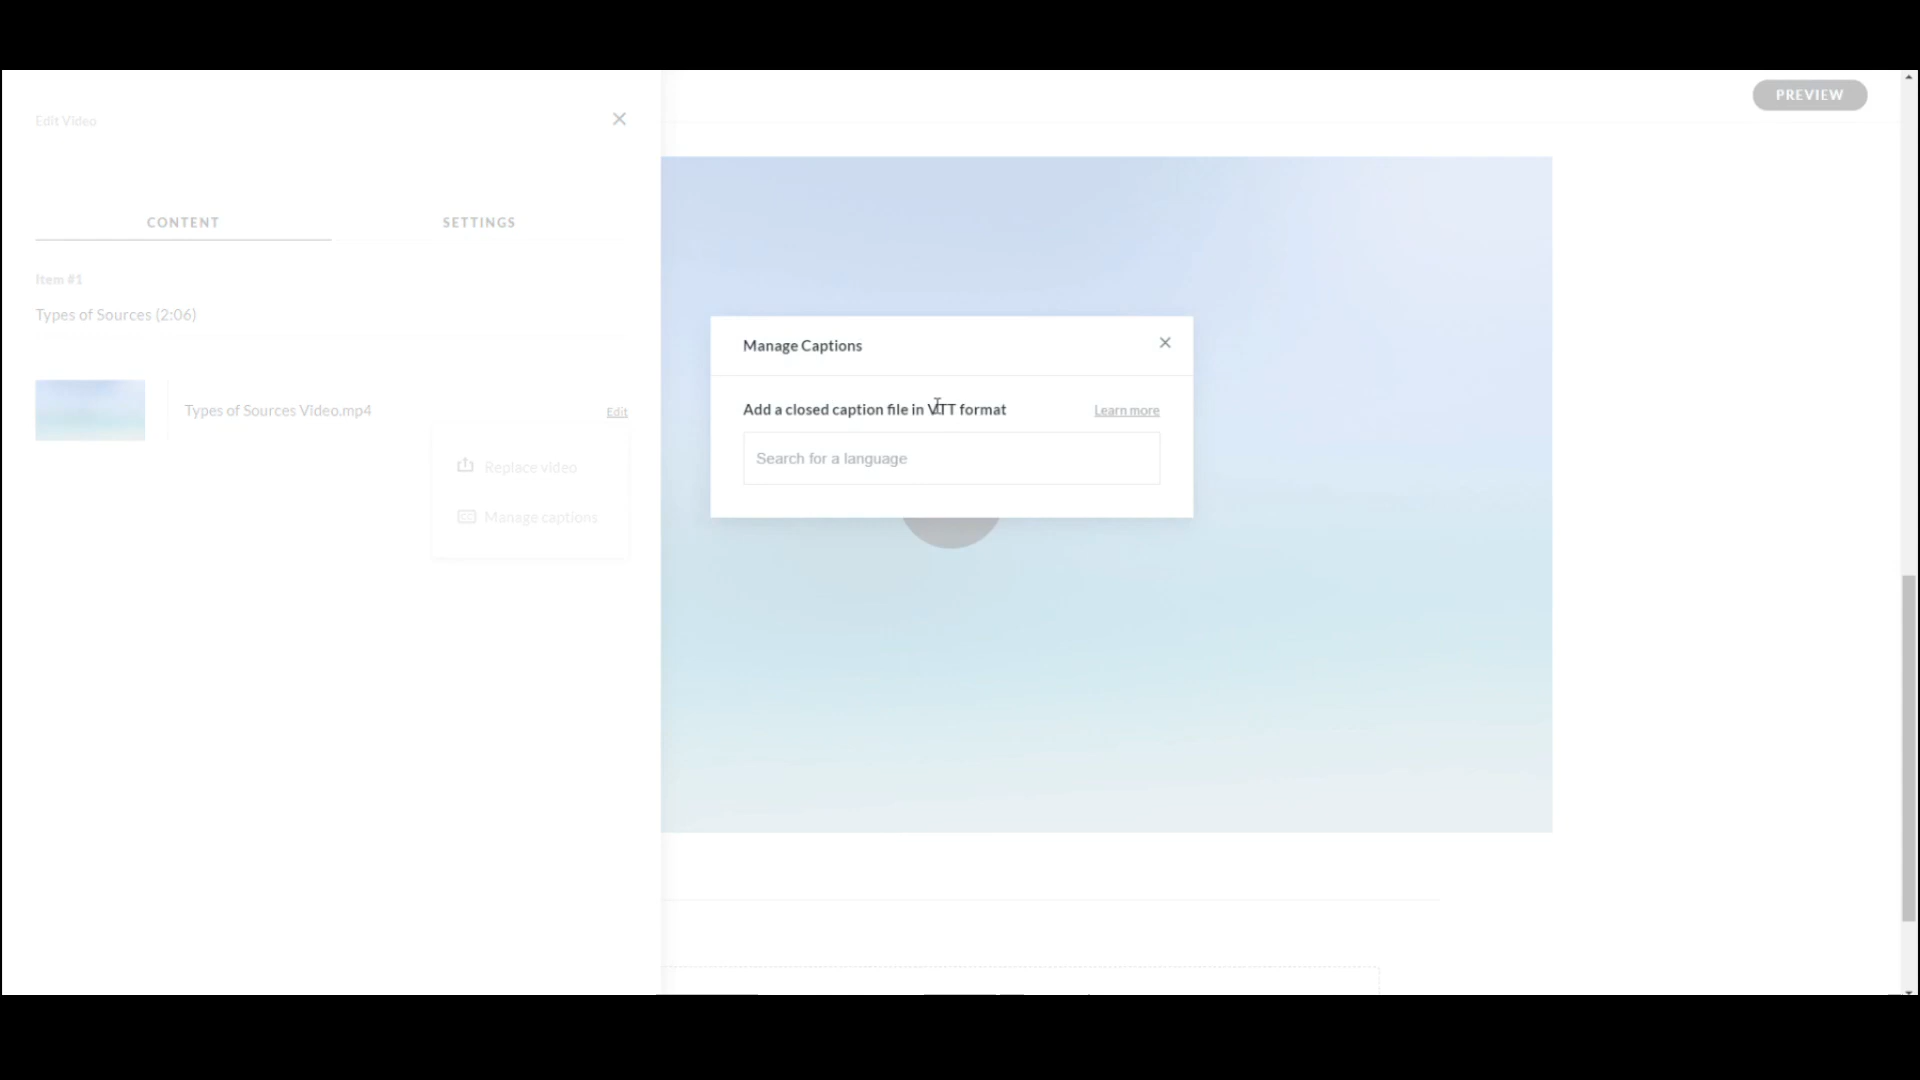 PREVIEW
Edit Video
CONTENT
SETTINGS
Item #1
Types of Sources (2:06)
Types of Sources Video.mp4
Edit
Replace video
Manage captions
Manage Captions
Add a closed caption file in VTT format
Learn more
Search for a language